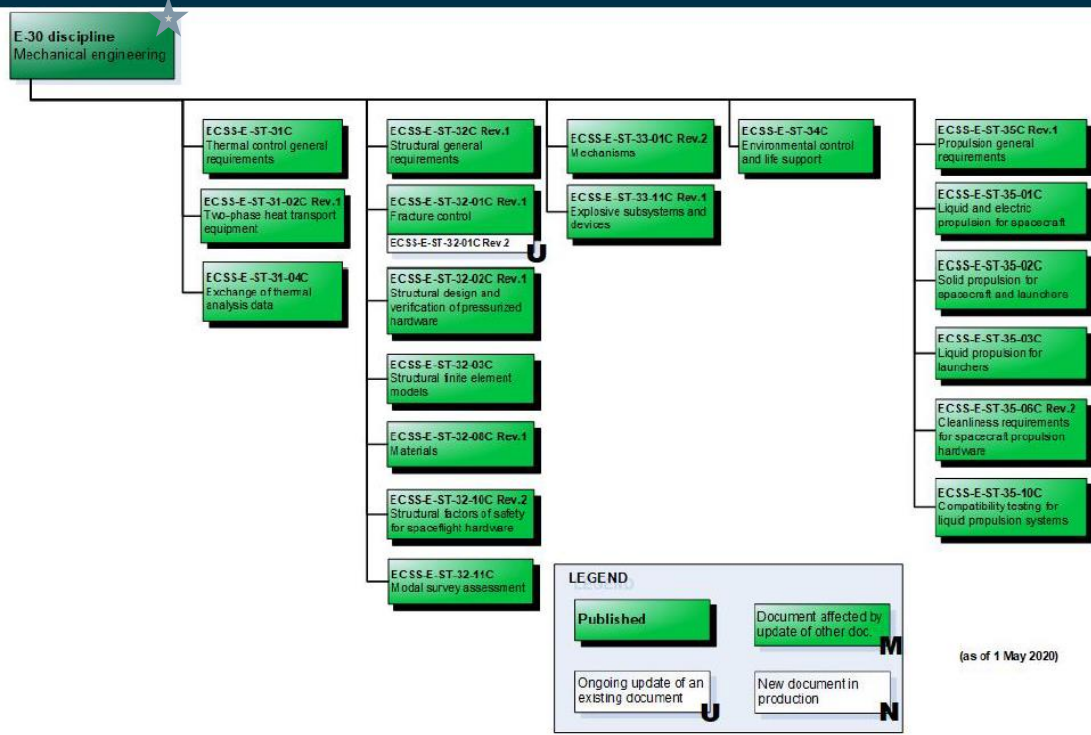 E-30 discipline
Mechanical engineering
ECSS-E-ST-31C
Thermal control general
requirements
ECSS-E-ST-31-02C Rev.1
Two-phase heat transport
equipment
ECSS-E-ST-31-04C
Exchange of thermal
analysis data
ECSS-E-ST-32C Rev.1
Structural general
requirements
ECSS-E-ST-32-01C Rev.1
Fracture control
ECSS-E-ST-32-01C Rev.2
U
ECSS-E-ST-32-02C Rev.1
Structural design and
verification of pressurized
hardware
ECSS-E-ST-32-03C
Structural finite element
models
ECSS-E-ST-32-08C Rev.1
Materials
ECSS-E-ST-32-10C Rev.2
Structural factors of safety
for spaceflight hardware
ECSS-E-ST-32-11C
Modal survey assessment
ECSS-E-ST-33-01C Rev.2
Mechanisms
ECSS-E-ST-33-11C Rev.1
Explosive subsystems and
devices
ECSS-E-ST-34C
Environmental control
and life support
ECSS-E-ST-35C Rev.1
Propulsion general
requirements
ECSS-E-ST-35-01C
Liquid and electric
propulsion for spacecraft
ECSS-E-ST-35-02C
Solid propulsion for
spacecraft and launchers
ECSS-E-ST-35-03C
Liquid propulsion for
launchers
ECSS-E-ST-35-06C Rev.2
Cleanliness requirements
for spacecraft propulsion
hardware
ECSS-E-ST-35-10C
Compatibility testing for
liquid propulsion systems
LEGEND
Published
Document affected by
update of other doc.
M
Ongoing update of an
existing document
U
New document in
production
N
(as of 1 May 2020)